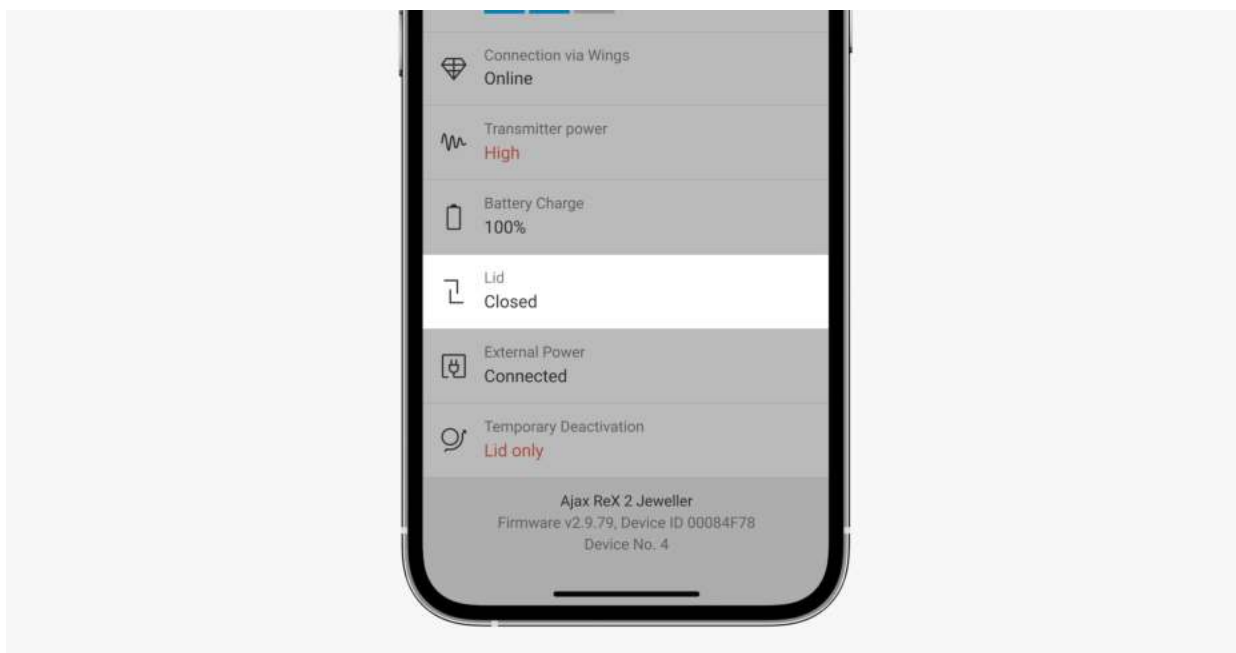 Connection via Wings
Online
Transmitter power
High
Battery Charge
100%
Lid
Closed
External Power
Connected
Temporary Deactivation
Lid only
Ajax ReX 2 Jeweller
Firmware v2.9.79, Device ID 00084F78
Device No. 4